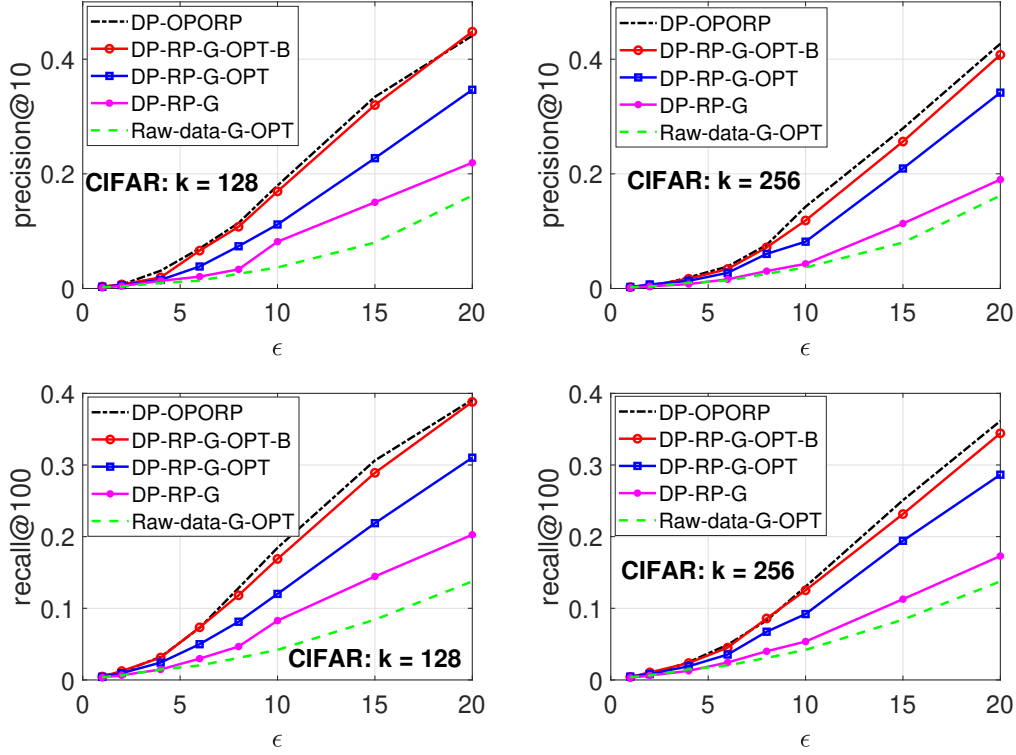 precision@10
0.4
0.2
0
DP-OPORP
DP-RP-G-OPT-B
DP-RP-G-OPT
DP-RP-G
Raw-data-G-OPT
CIFAR: k = 128
0 5 10 15 20
ϵ
precision@10
0.4
0.2
0
DP-OPORP
DP-RP-G-OPT-B
DP-RP-G-OPT
DP-RP-G
Raw-data-G-OPT
CIFAR: k = 256
0 5 10 15 20
ϵ
recall@100
0.4
0.3
0.2
0.1
0
DP-OPORP
DP-RP-G-OPT-B
DP-RP-G-OPT
DP-RP-G
Raw-data-G-OPT
CIFAR: k = 128
0 5 10 15 20
ϵ
recall@100
0.4
0.3
0.2
0.1
0
DP-OPORP
DP-RP-G-OPT-B
DP-RP-G-OPT
DP-RP-G
Raw-data-G-OPT
CIFAR: k = 256
0 5 10 15 20
ϵ